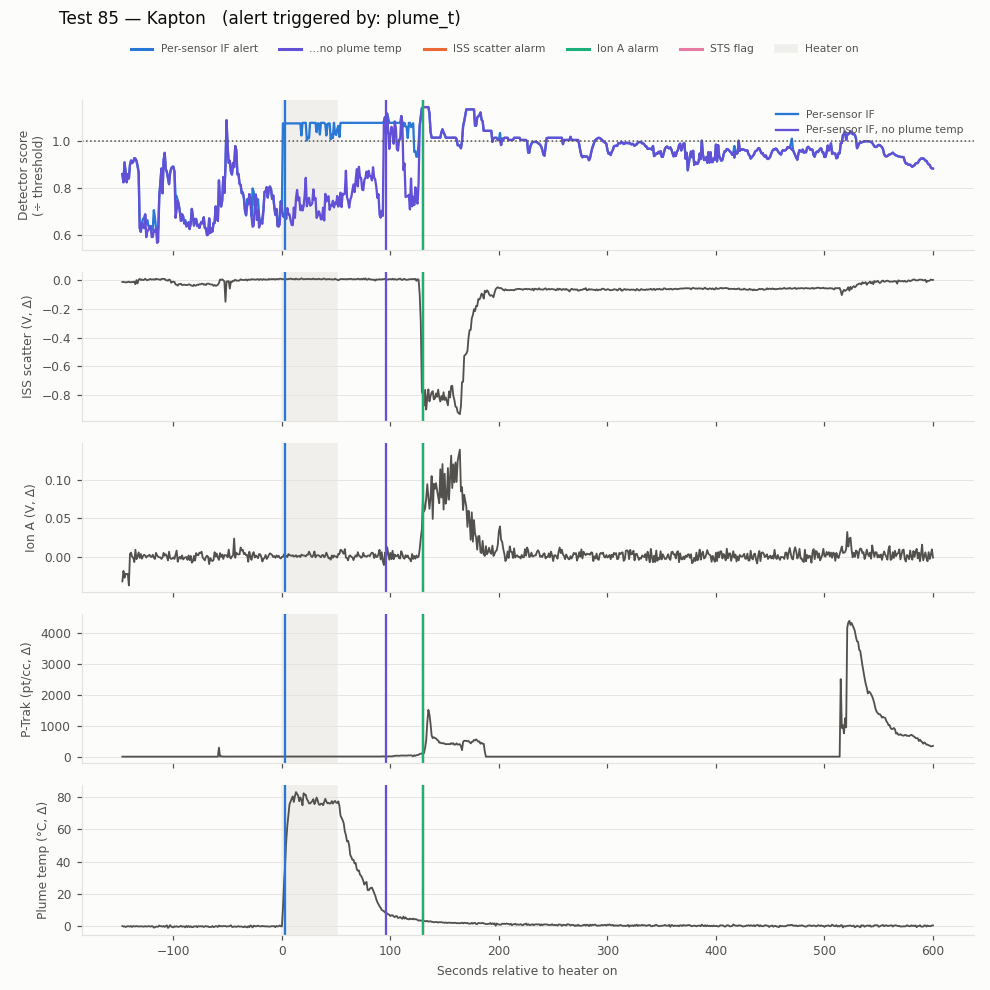 Test 85 — Kapton   (alert triggered by: plume_t)
Per-sensor IF alert
...no plume temp
ISS scatter alarm
Ion A alarm
STS flag
Heater on
Detector score
(÷ threshold)
1.0
0.8
0.6
Per-sensor IF
Per-sensor IF, no plume temp
ISS scatter (V, Δ)
0.0
−0.2
−0.4
−0.6
−0.8
Ion A (V, Δ)
0.10
0.05
0.00
P-Trak (pt/cc, Δ)
4000
3000
2000
1000
0
Plume temp (°C, Δ)
80
60
40
20
0
−100
0
100
200
300
400
500
600
Seconds relative to heater on